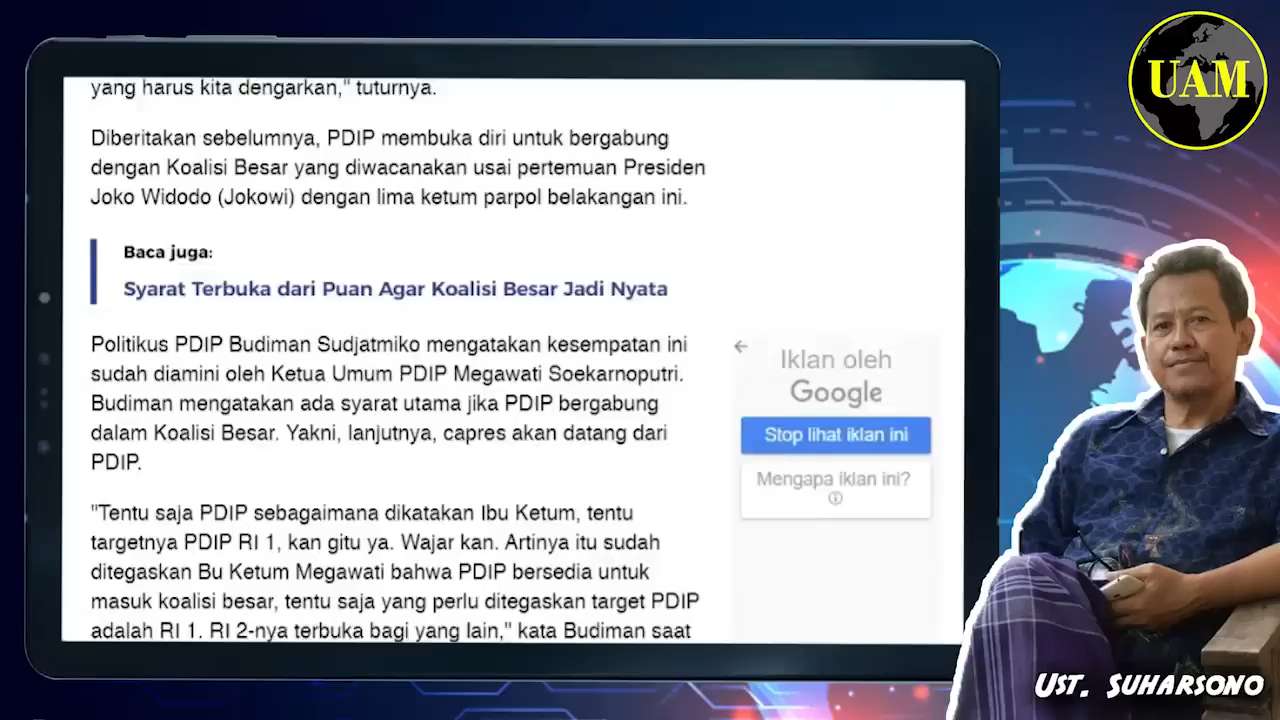 yang harus kita dengarkan," tuturnya.
Diberitakan sebelumnya, PDIP membuka diri untuk bergabung
dengan Koalisi Besar yang diwacanakan usai pertemuan Presiden
Joko Widodo (Jokowi) dengan lima ketum parpol belakangan ini.
Baca juga:
Syarat Terbuka dari Puan Agar Koalisi Besar Jadi Nyata
Politikus PDIP Budiman Sudjatmiko mengatakan kesempatan ini
sudah diamini oleh Ketua Umum PDIP Megawati Soekarnoputri.
Budiman mengatakan ada syarat utama jika PDIP bergabung
dalam Koalisi Besar. Yakni, lanjutnya, capres akan datang dari
PDIP.
"Tentu saja PDIP sebagaimana dikatakan Ibu Ketum, tentu
targetnya PDIP RI 1, kan gitu ya. Wajar kan. Artinya itu sudah
ditegaskan Bu Ketum Megawati bahwa PDIP bersedia untuk
masuk koalisi besar, tentu saja yang perlu ditegaskan target PDIP
adalah RI 1. RI 2-nya terbuka bagi yang lain," kata Budiman saat
Iklan oleh
Google
Stop lihat iklan ini
Mengapa iklan ini?
UAM
UST. SUHARSONO